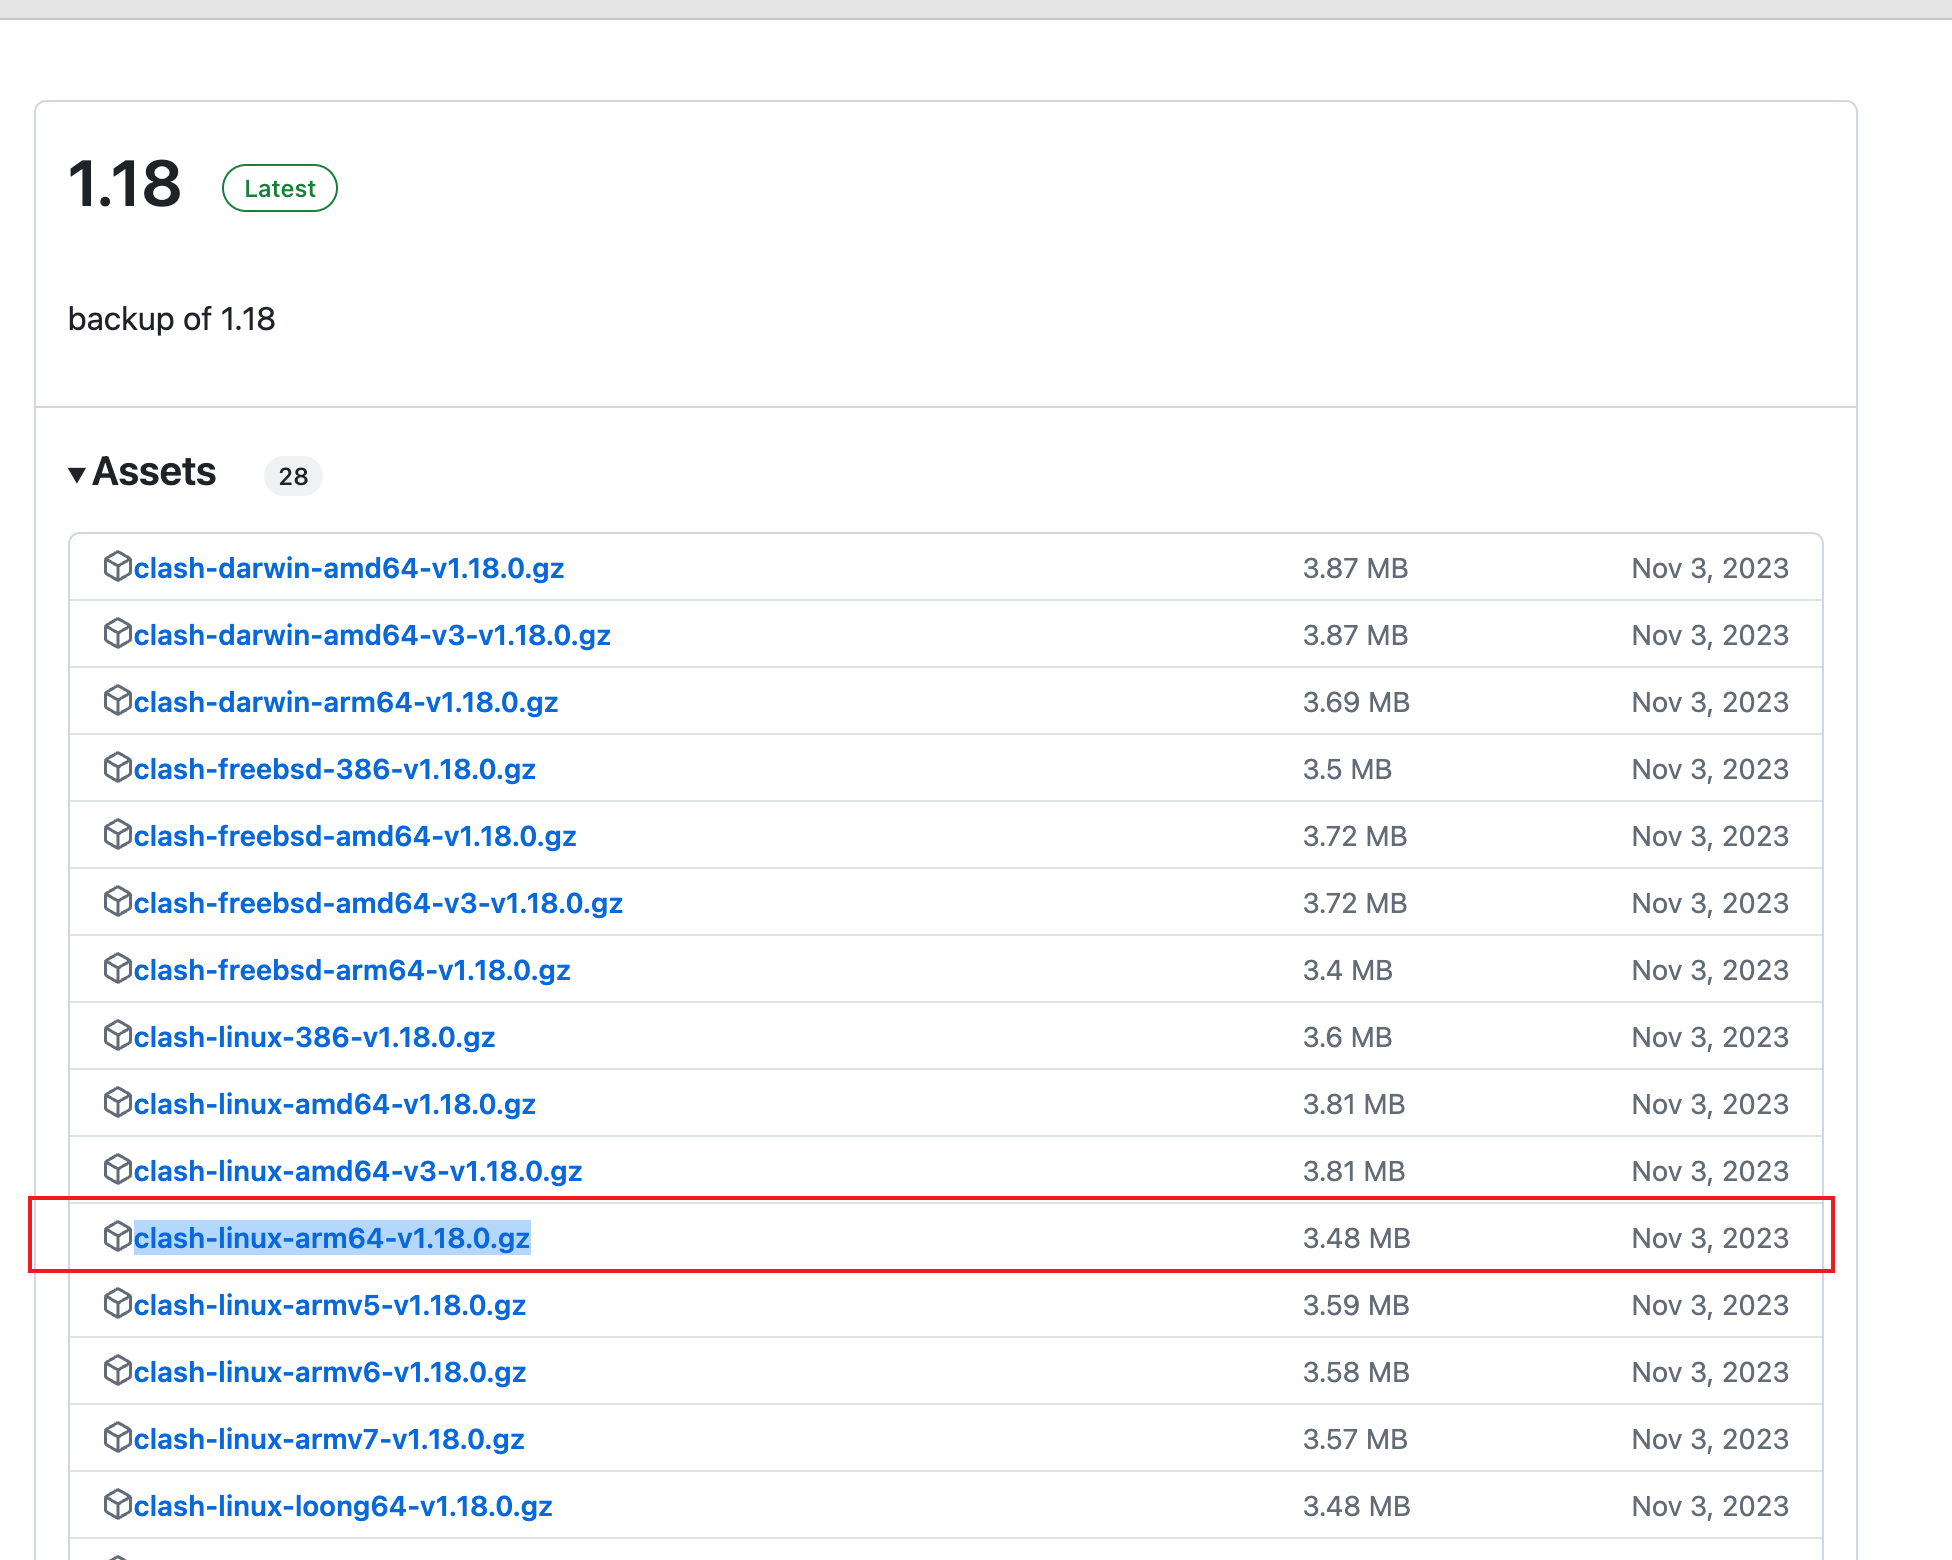 1.18 Latest
backup of 1.18
Assets 28
clash-darwin-amd64-v1.18.0.gz 3.87 MB Nov 3, 2023
clash-darwin-amd64-v3-v1.18.0.gz 3.87 MB Nov 3, 2023
clash-darwin-arm64-v1.18.0.gz 3.69 MB Nov 3, 2023
clash-freebsd-386-v1.18.0.gz 3.5 MB Nov 3, 2023
clash-freebsd-amd64-v1.18.0.gz 3.72 MB Nov 3, 2023
clash-freebsd-amd64-v3-v1.18.0.gz 3.72 MB Nov 3, 2023
clash-freebsd-arm64-v1.18.0.gz 3.4 MB Nov 3, 2023
clash-linux-386-v1.18.0.gz 3.6 MB Nov 3, 2023
clash-linux-amd64-v1.18.0.gz 3.81 MB Nov 3, 2023
clash-linux-amd64-v3-v1.18.0.gz 3.81 MB Nov 3, 2023
clash-linux-arm64-v1.18.0.gz 3.48 MB Nov 3, 2023
clash-linux-armv5-v1.18.0.gz 3.59 MB Nov 3, 2023
clash-linux-armv6-v1.18.0.gz 3.58 MB Nov 3, 2023
clash-linux-armv7-v1.18.0.gz 3.57 MB Nov 3, 2023
clash-linux-loong64-v1.18.0.gz 3.48 MB Nov 3, 2023